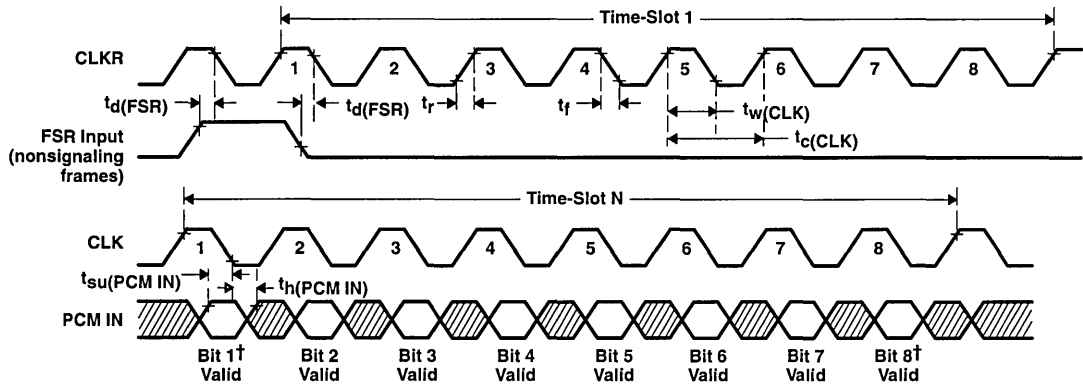 Time-Slot 1
CLKR
1 2 3 4 5 6 7 8
td(FSR) td(FSR) tr tf tw(CLK)
tc(CLK)
FSR Input
(nonsignaling
frames)
Time-Slot N
CLK
1 2 3 4 5 6 7 8
tsu(PCM IN) th(PCM IN)
PCM IN
Bit 1† Bit 2 Bit 3 Bit 4 Bit 5 Bit 6 Bit 7 Bit 8†
Valid Valid Valid Valid Valid Valid Valid Valid